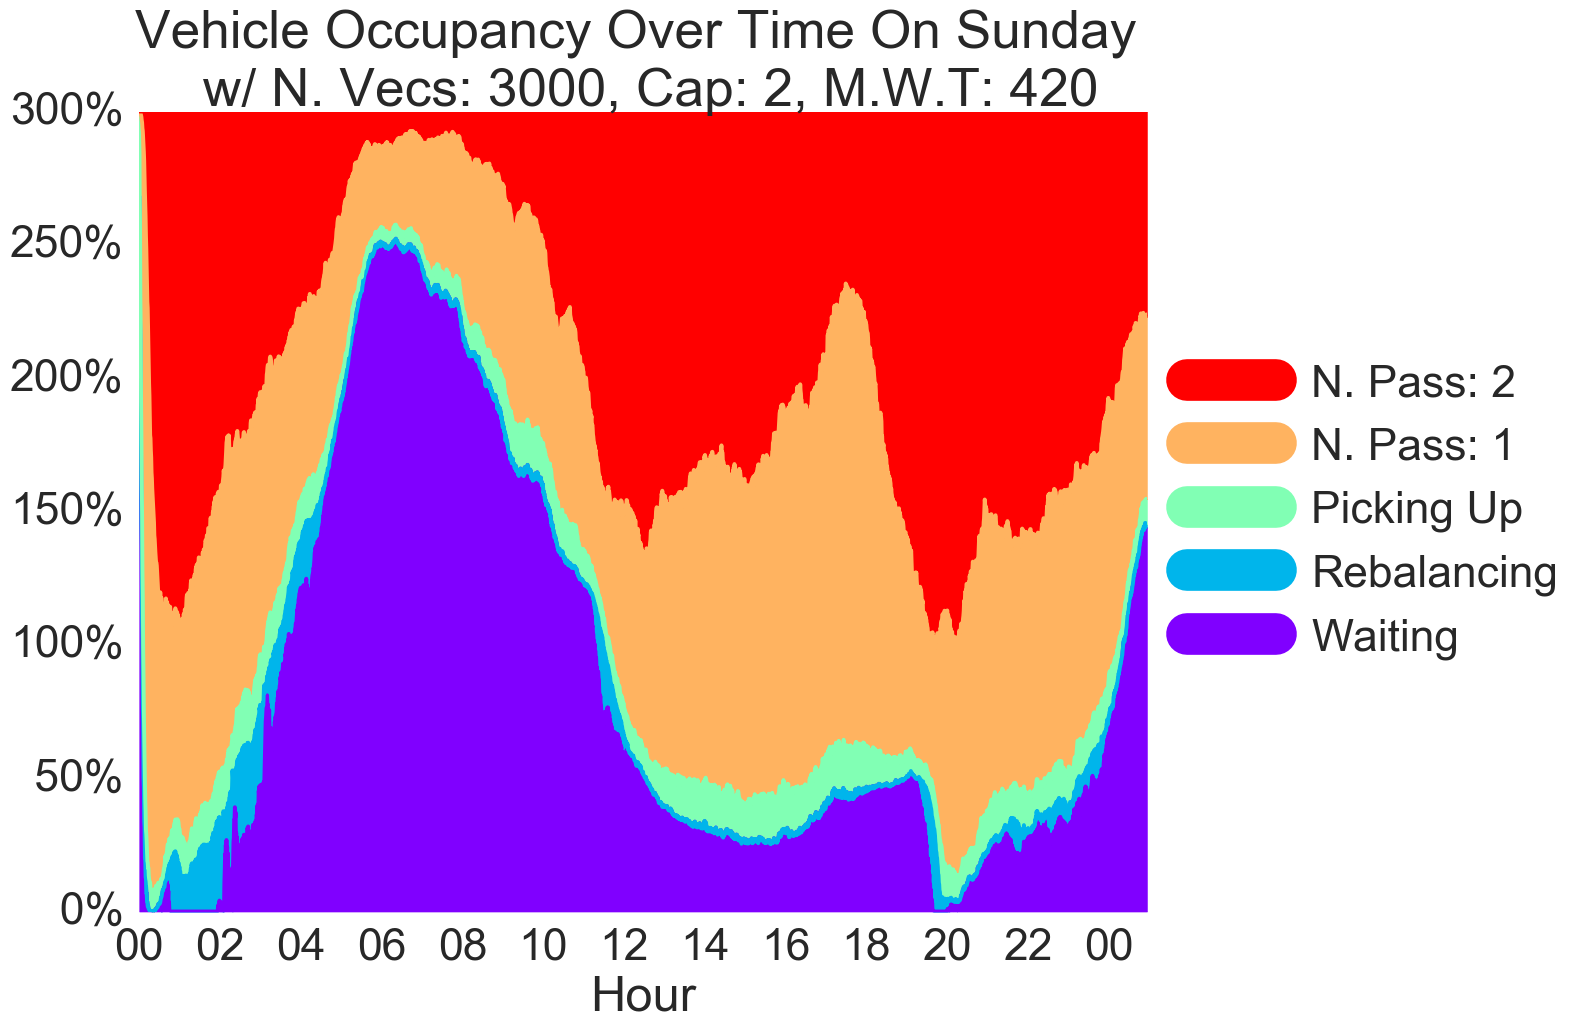 Vehicle Occupancy Over Time On Sunday
w/ N. Vecs: 3000, Cap: 2, M.W.T: 420
300%
250%
200%
150%
100%
50%
0%
00 02 04 06 08 10 12 14 16 18 20 22 00
Hour
N. Pass: 2
N. Pass: 1
Picking Up
Rebalancing
Waiting